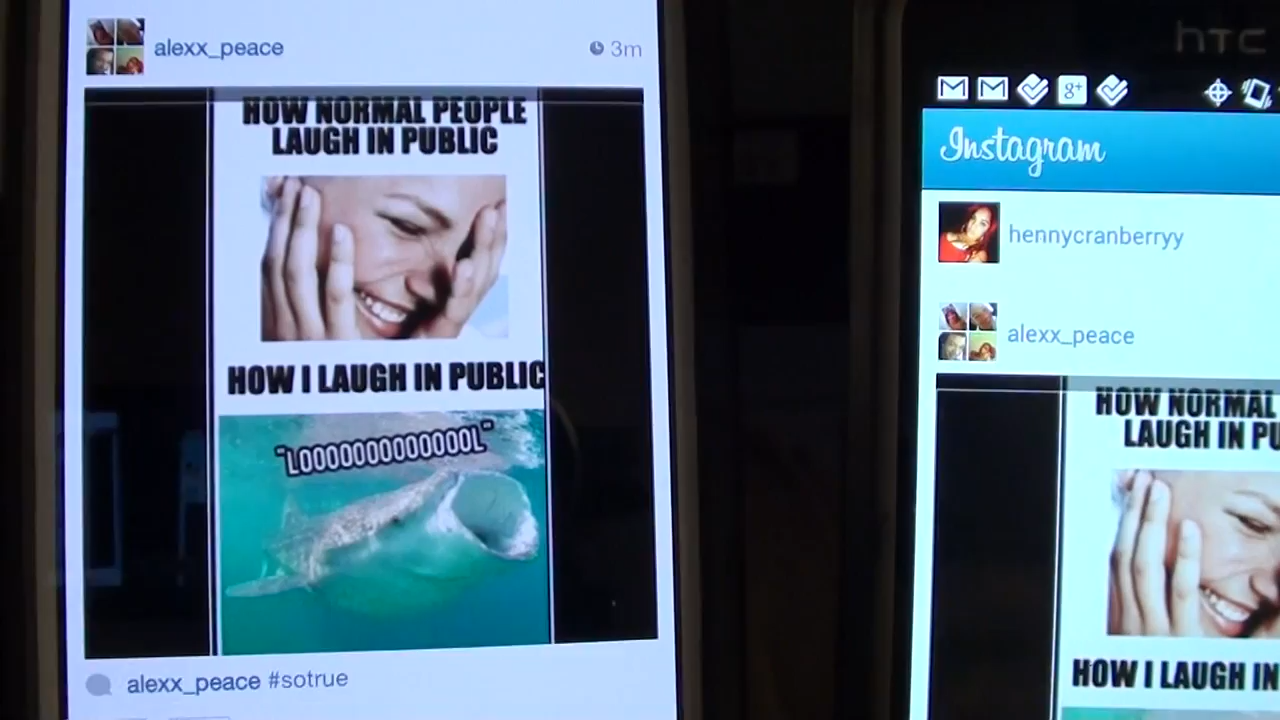 alexx_peace
3m
HOW NORMAL PEOPLE
LAUGH IN PUBLIC
HOW I LAUGH IN PUBLIC
"LOOOOOOOOOOOOOL"
alexx_peace #sotrue
hTC
g+
Instagram
hennycranberryy
alexx_peace
HOW NORMAL
LAUGH IN PU
HOW I LAUGH IN